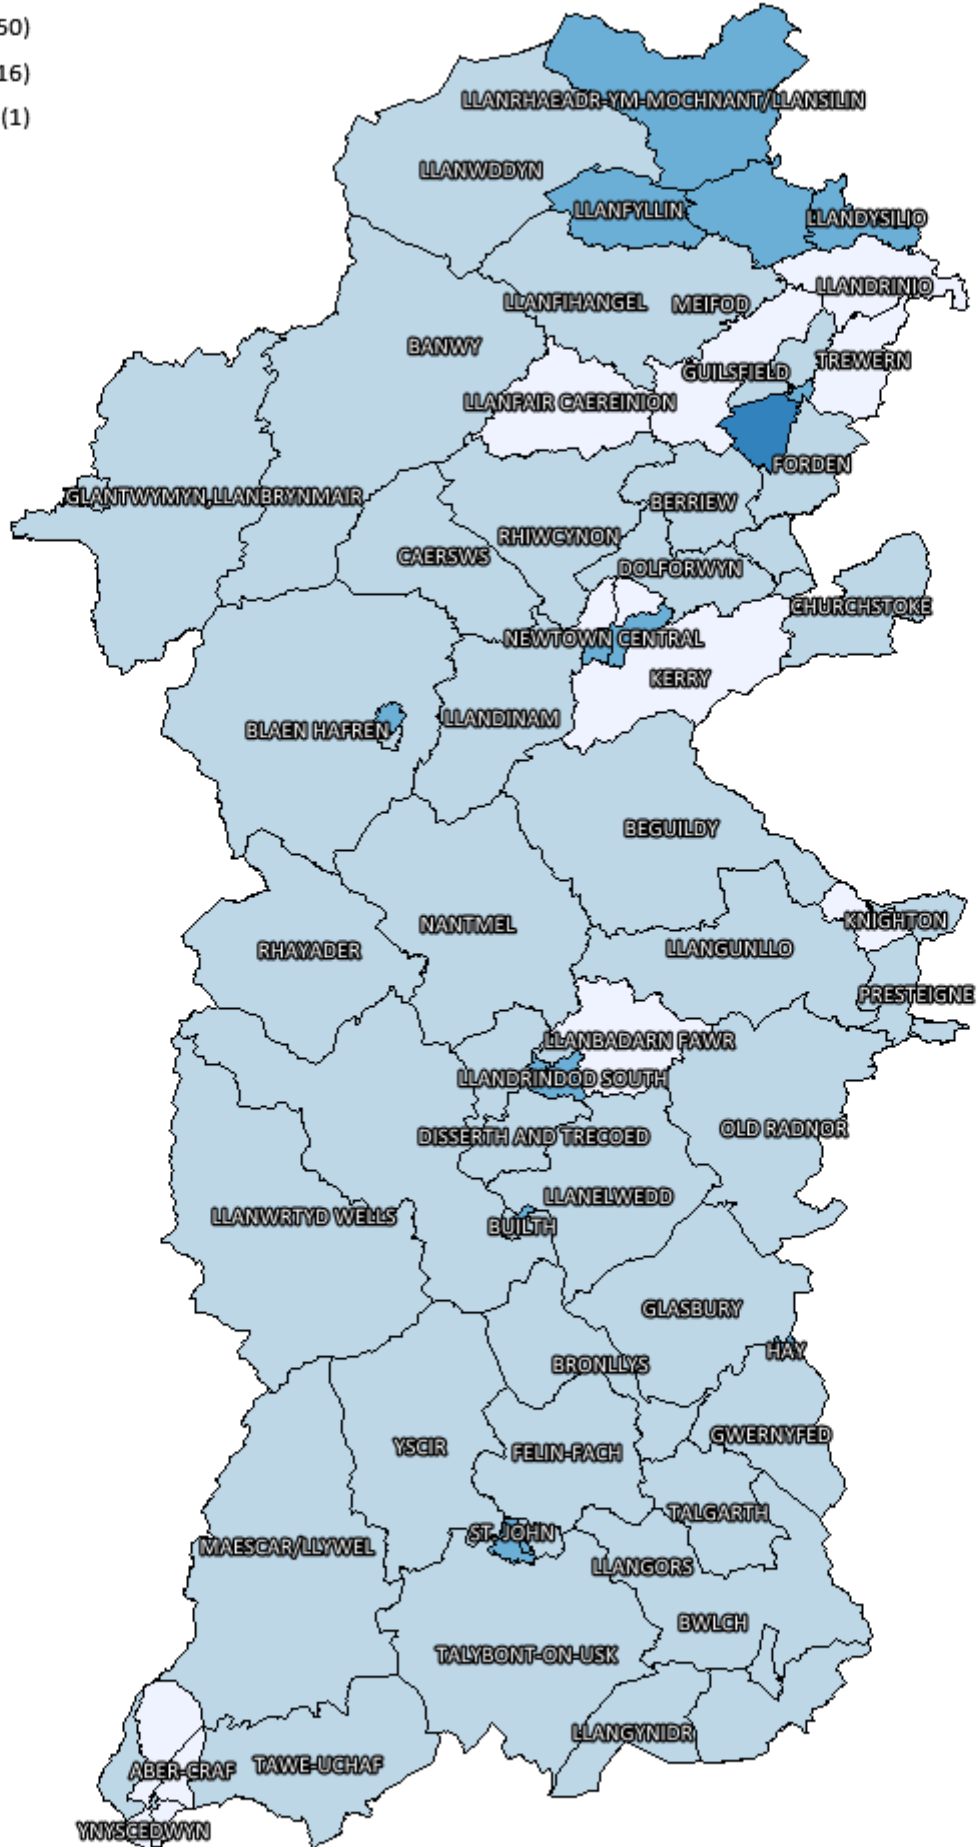 50)
16)
(1)
LLANRHAEADR-YM-MOCHNANT/LLANSILIN
LLANWDDYN
LLANFYLLIN
LLANDYSILIO
LLANDRINIO
LLANFIHANGEL
MEIFOD
BANWY
TREWERN
GUILSFIELD
LLANFAIR CAEREINION
FORDEN
GLANTWYMYN,LLANBRYNMAIR
BERRIEW
RHIWCYNON
CAERSWS
DOLFORWYN
CHURCHSTOKE
NEWTOWN CENTRAL
KERRY
LLANDINAM
BLAEN HAFREN
BEGUILDY
KNIGHTON
NANTMEL
LLANGUNLLO
RHAYADER
PRESTEIGNE
LLANBADARN FAWR
LLANDRINDOD SOUTH
OLD RADNOR
DISSERTH AND TRECOED
LLANELWEDD
LLANWRTYD WELLS
BUILTH
GLASBURY
HAY
BRONLLYS
GWERNYFED
YSCIR
FELIN-FACH
TALGARTH
ST. JOHN
MAESCAR/LLYWEL
LLANGORS
BWLCH
TALYBONT-ON-USK
LLANGYNIDR
TAWE-UCHAF
ABER-CRAF
YNYSCEDWYN